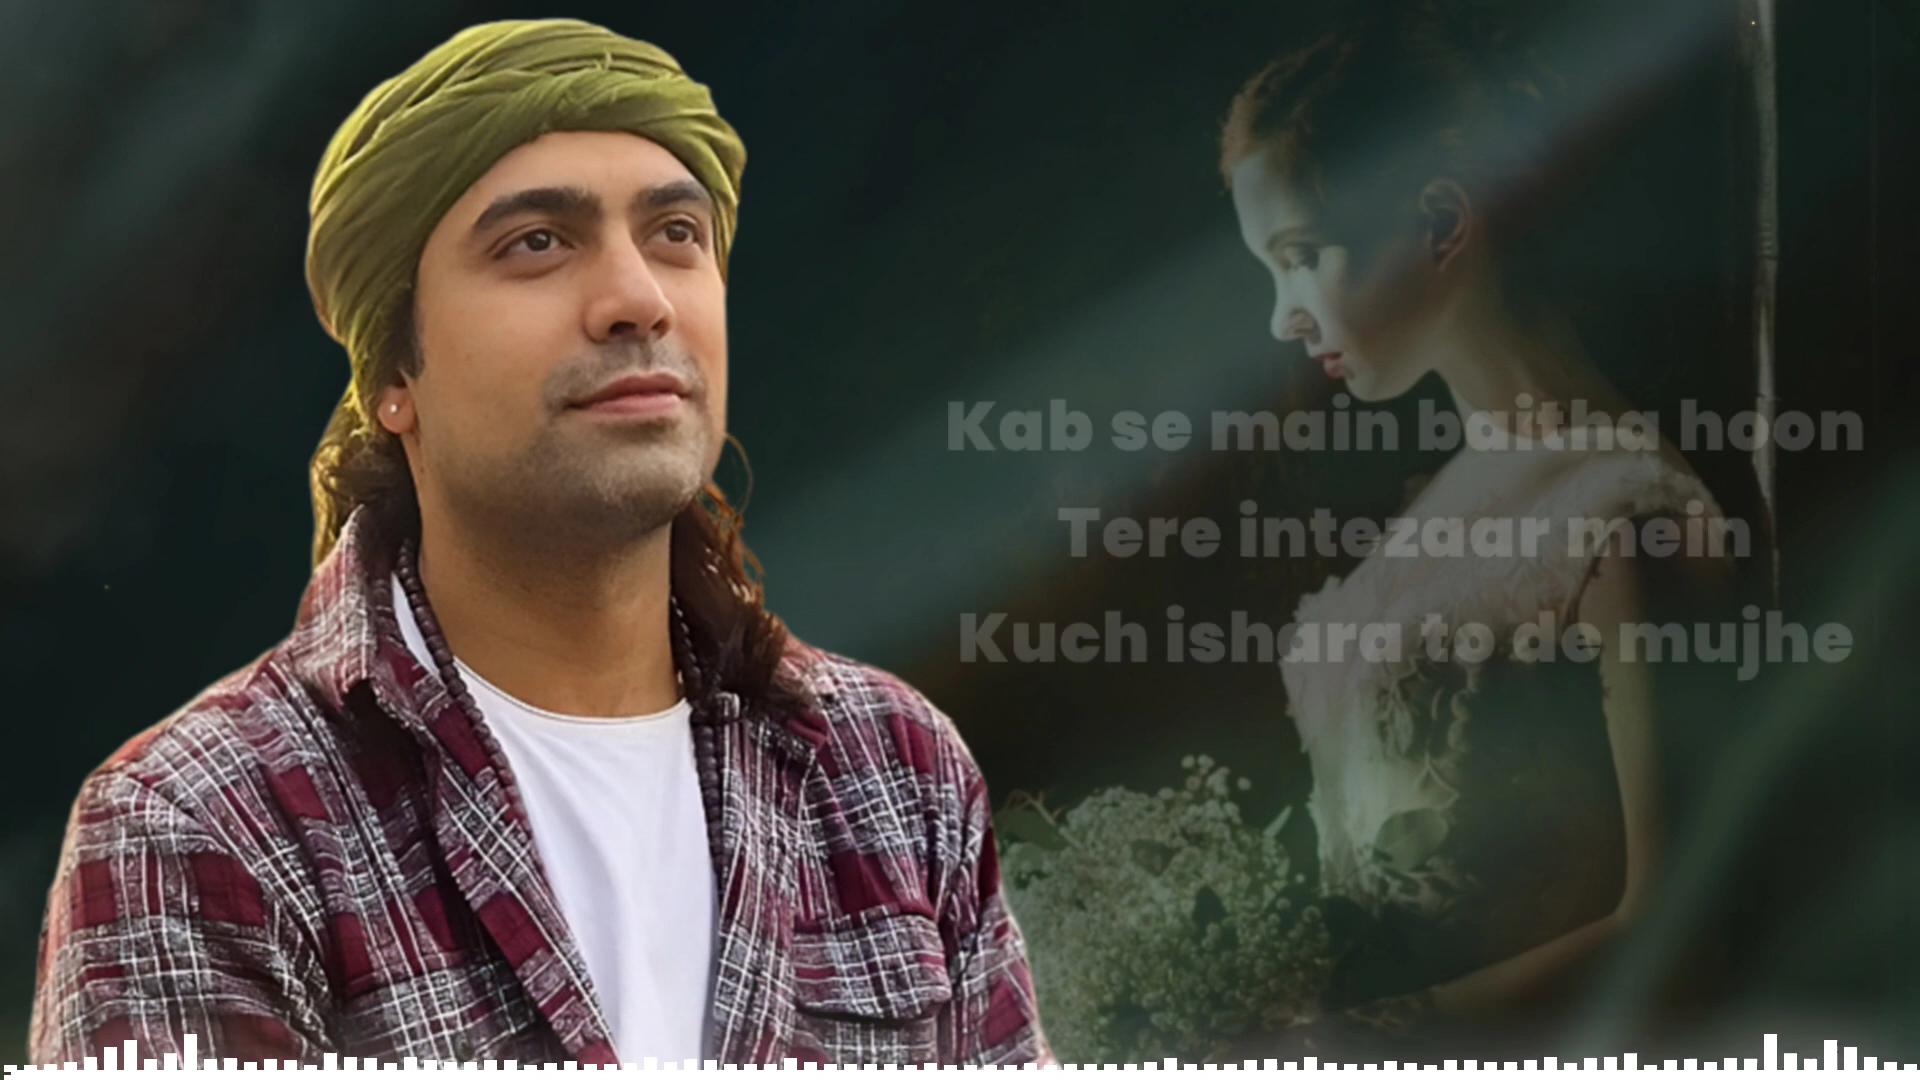 Kab se main baitha hoon
Tere intezaar mein
Kuch ishara to de mujhe